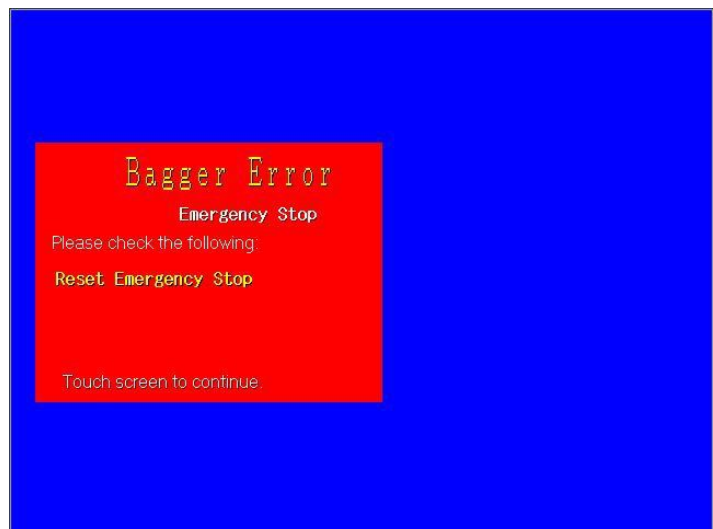 Bagger Error
Emergency Stop
Please check the following:
Reset Emergency Stop
Touch screen to continue.